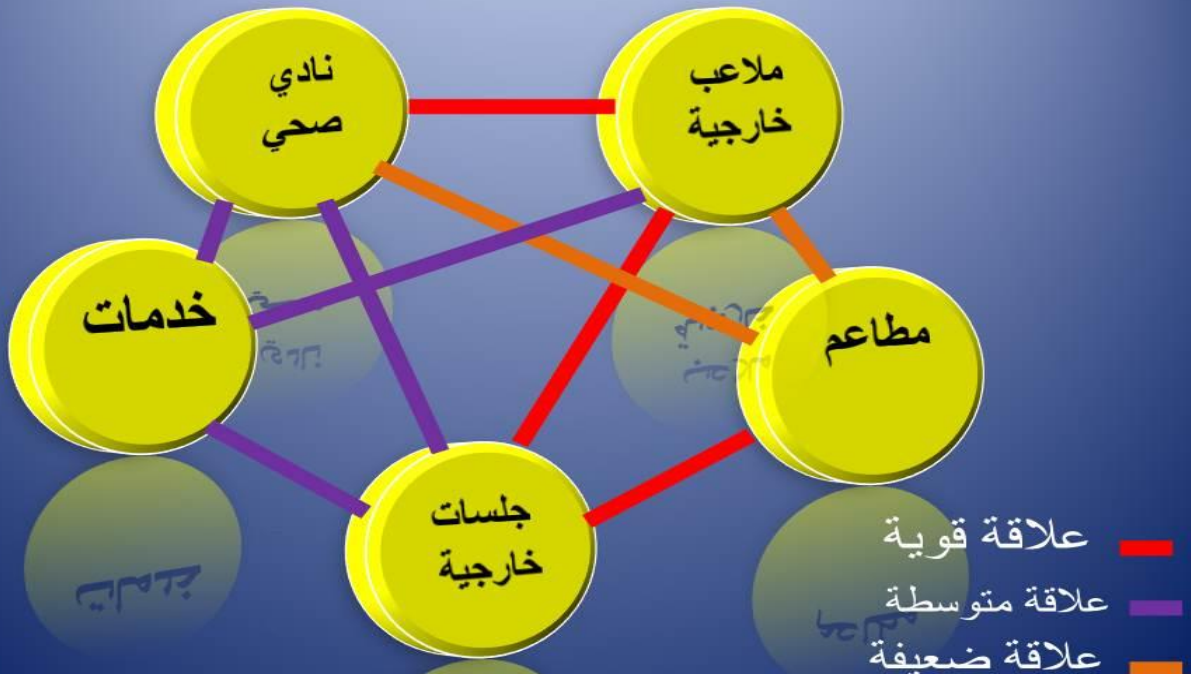 نادي
صحي
ملاعب
خارجية
خدمات
مطاعم
جلسات
خارجية
علاقة قوية
علاقة متوسطة
علاقة ضعيفة